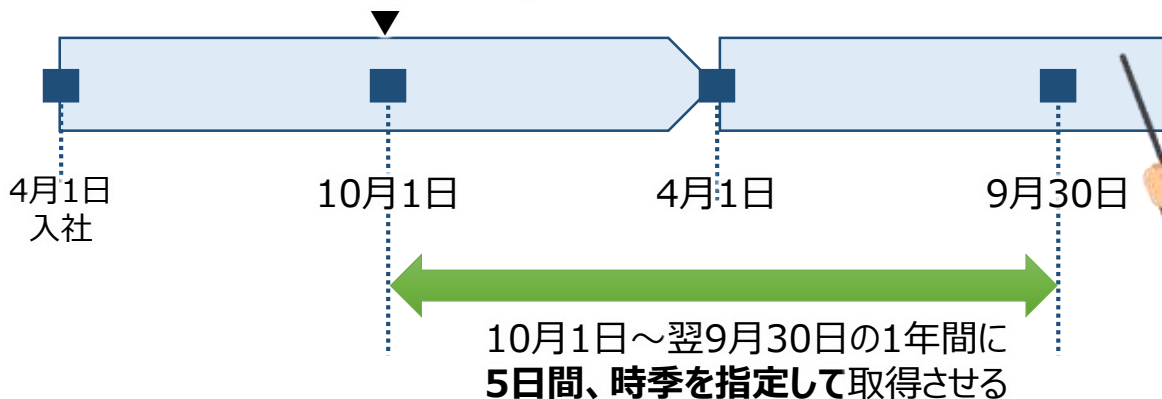 4月1日
入社
10月1日
4月1日
9月30日
10月1日～翌9月30日の1年間に
5日間、時季を指定して取得させる